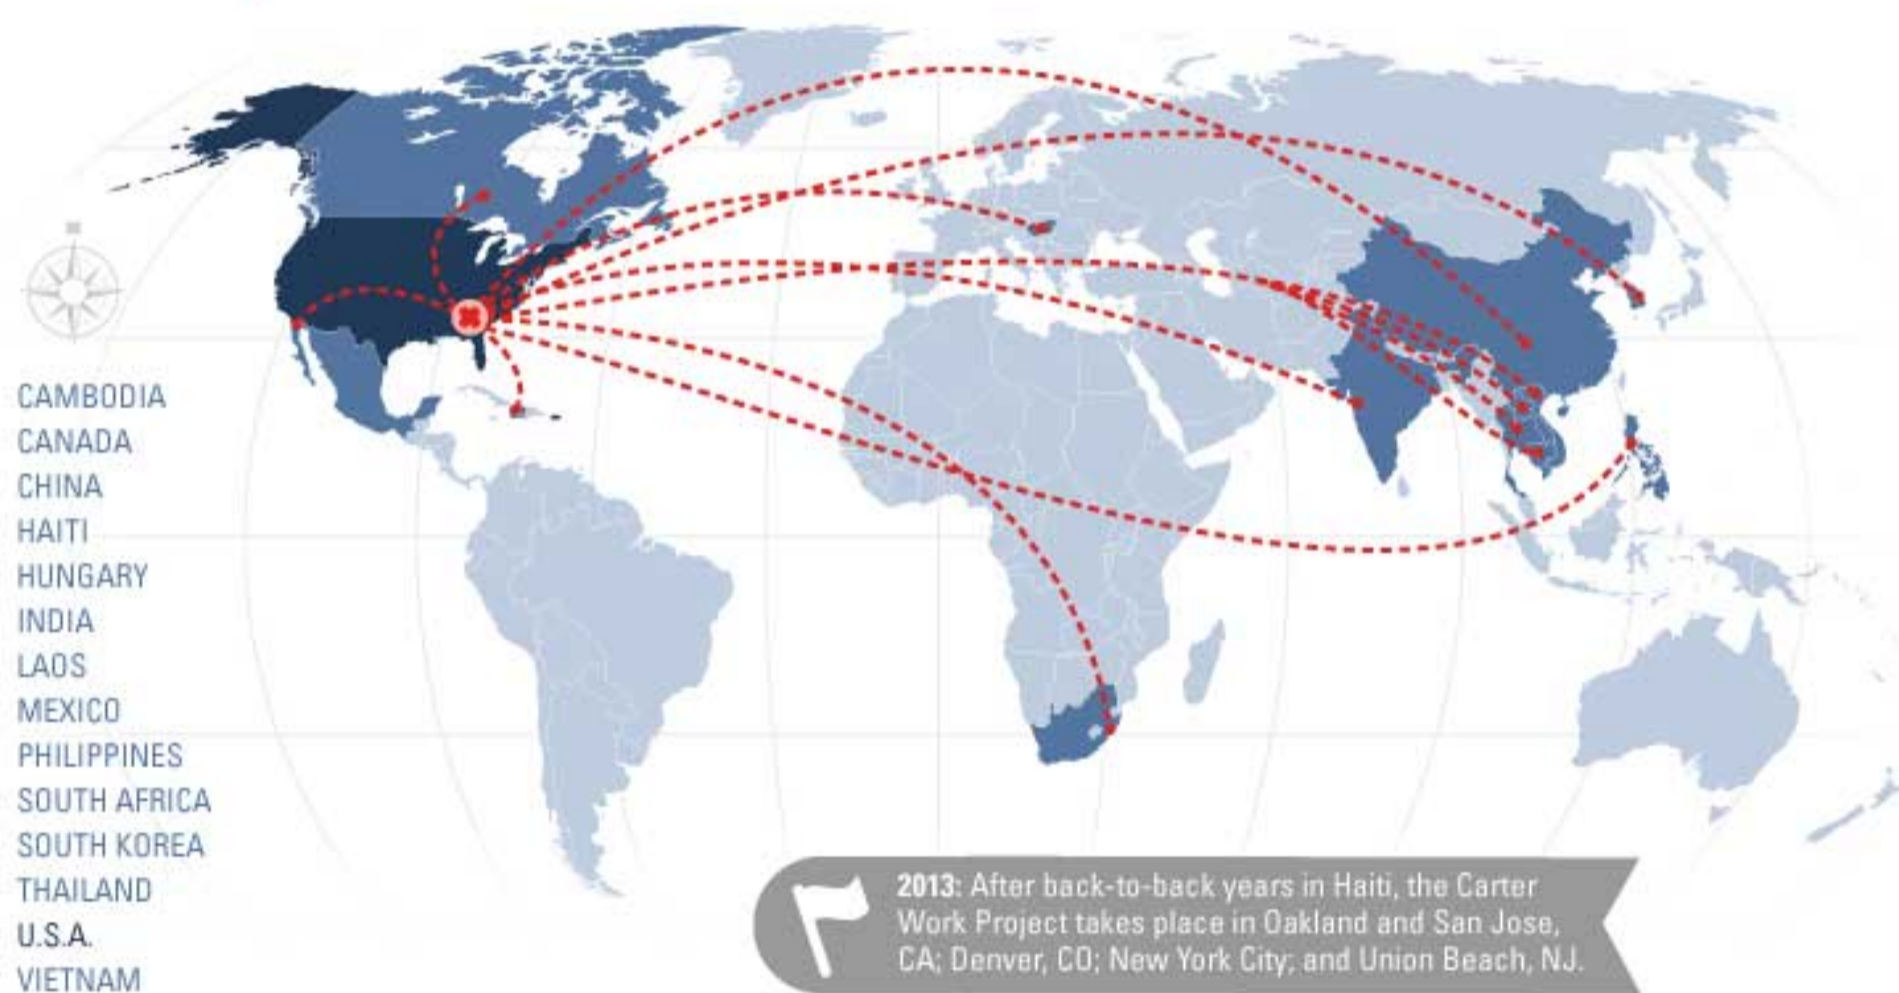 CAMBODIA
CANADA
CHINA
HAITI
HUNGARY
INDIA
LAOS
MEXICO
PHILIPPINES
SOUTH AFRICA
SOUTH KOREA
THAILAND
U.S.A.
VIETNAM
2013: After back-to-back years in Haiti, the Carter
Work Project takes place in Oakland and San Jose,
CA; Denver, CO; New York City; and Union Beach, NJ.